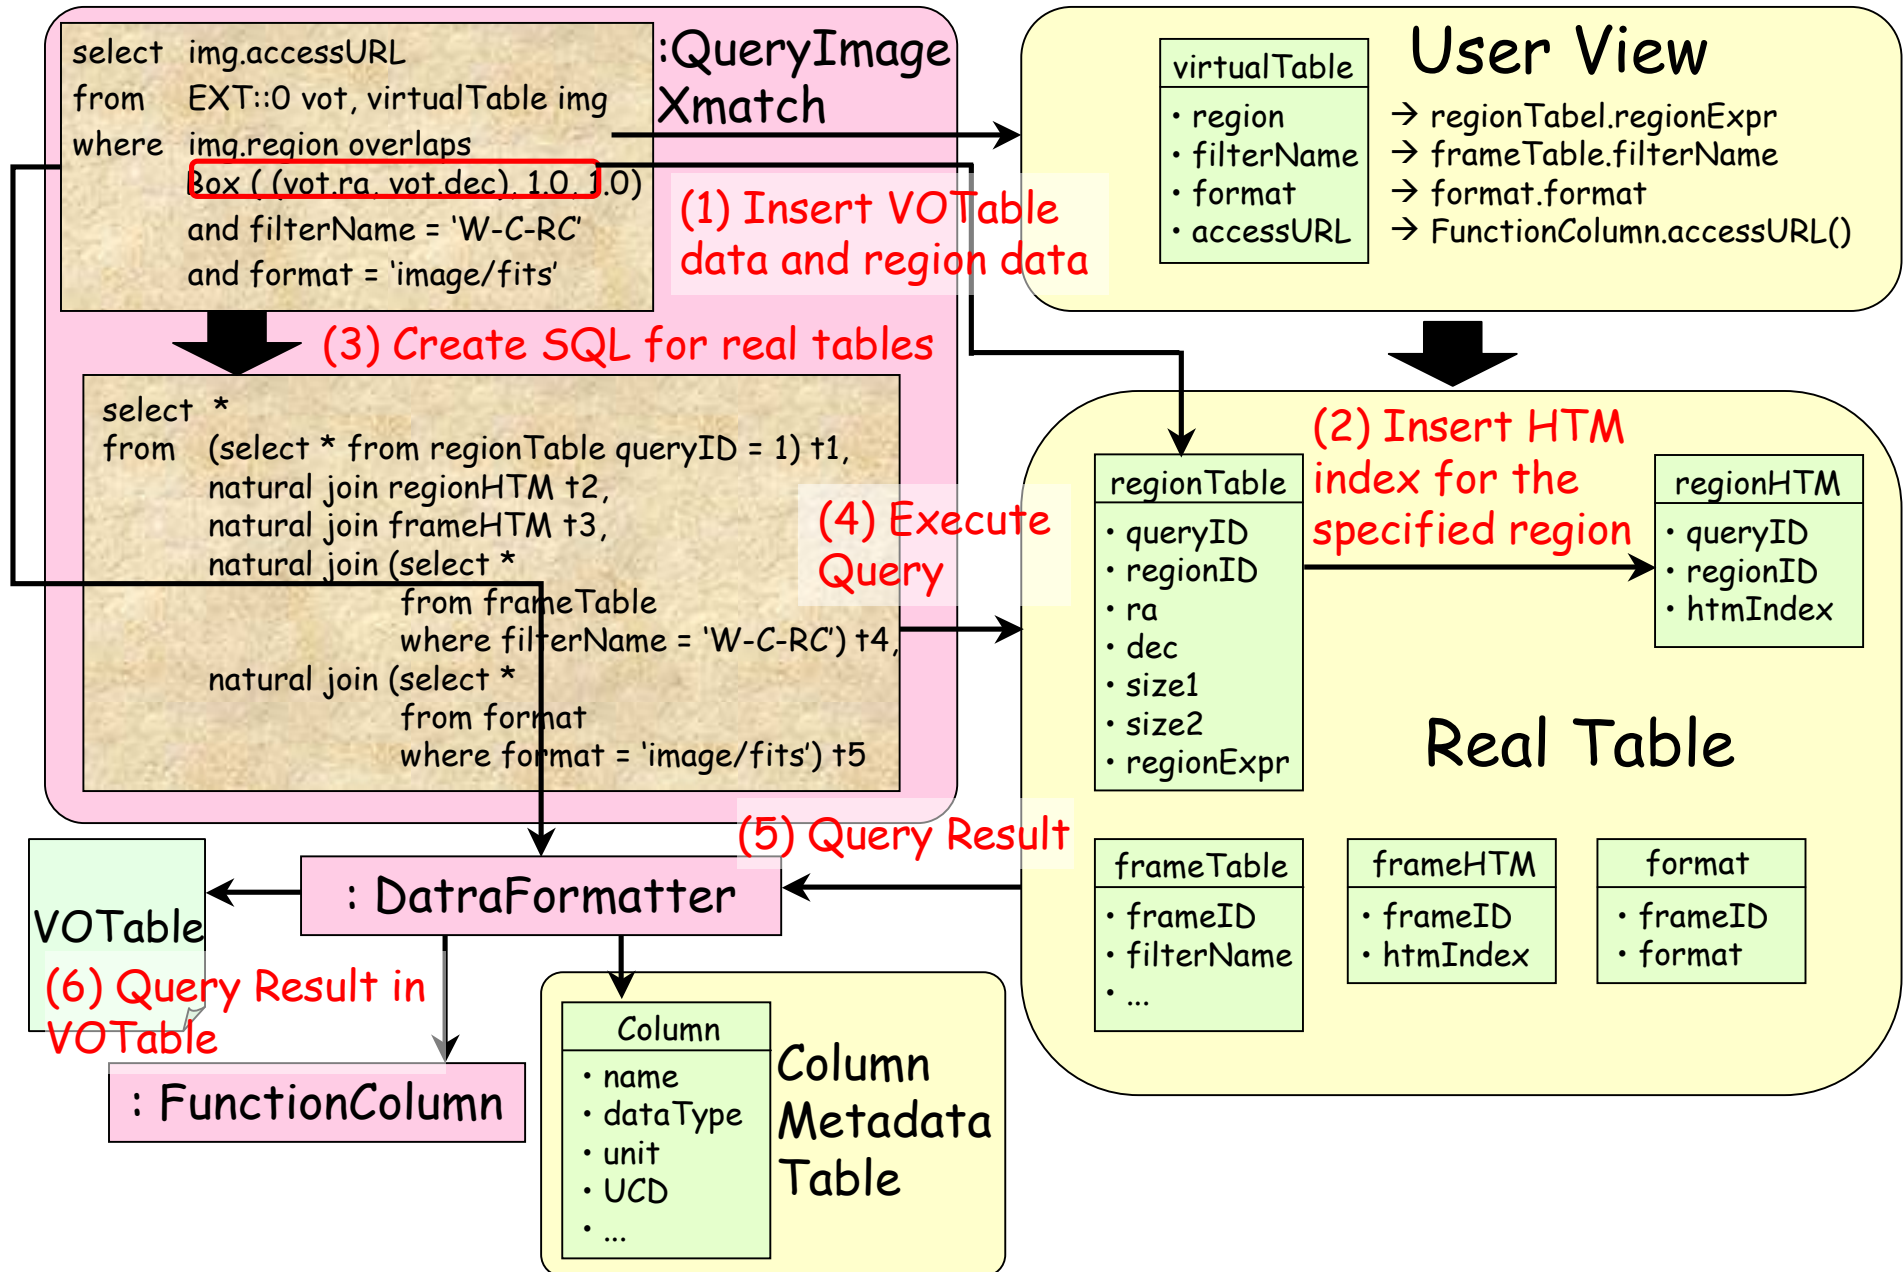 select img.accessURL
from EXT::0 vot, virtualTable img
where img.region overlaps
Box ( (vot.ra, vot.dec), 1.0, 1.0)
and filterName = ‘W-C-RC’
and format = ‘image/fits’
:QueryImage
Xmatch
(1) Insert VOTable
data and region data
(3) Create SQL for real tables
select *
from (select * from regionTable queryID = 1) t1,
natural join regionHTM t2,
natural join frameHTM t3,
natural join (select *
from frameTable
where filterName = ‘W-C-RC’) t4,
natural join (select *
from format
where format = ‘image/fits’) t5
User View
virtualTable
・region → regionTabel.regionExpr
・filterName → frameTable.filterName
・format → format.format
・accessURL → FunctionColumn.accessURL()
(2) Insert HTM
index for the
specified region
(4) Execute
Query
regionTable
・queryID
・regionID
・ra
・dec
・size1
・size2
・regionExpr
regionHTM
・queryID
・regionID
・htmIndex
Real Table
frameTable
・frameID
・filterName
・...
frameHTM
・frameID
・htmIndex
format
・frameID
・format
(5) Query Result
: DatraFormatter
VOTable
(6) Query Result in
VOTable
: FunctionColumn
Column
・name
・dataType
・unit
・UCD
・...
Column
Metadata
Table